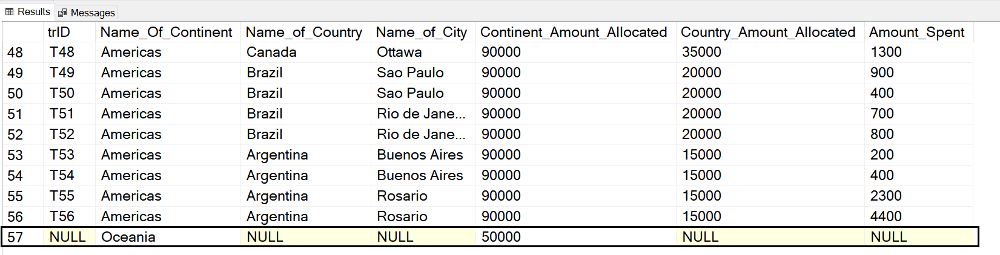 Results Messages
trID Name_Of_Continent Name_of_Country Name_of_City Continent_Amount_Allocated Country_Amount_Allocated Amount_Spent
48 T48 Americas Canada Ottawa 90000 35000 1300
49 T49 Americas Brazil Sao Paulo 90000 20000 900
50 T50 Americas Brazil Sao Paulo 90000 20000 400
51 T51 Americas Brazil Rio de Jane... 90000 20000 700
52 T52 Americas Brazil Rio de Jane... 90000 20000 800
53 T53 Americas Argentina Buenos Aires 90000 15000 200
54 T54 Americas Argentina Buenos Aires 90000 15000 400
55 T55 Americas Argentina Rosario 90000 15000 2300
56 T56 Americas Argentina Rosario 90000 15000 4400
57 NULL Oceania NULL NULL 50000 NULL NULL